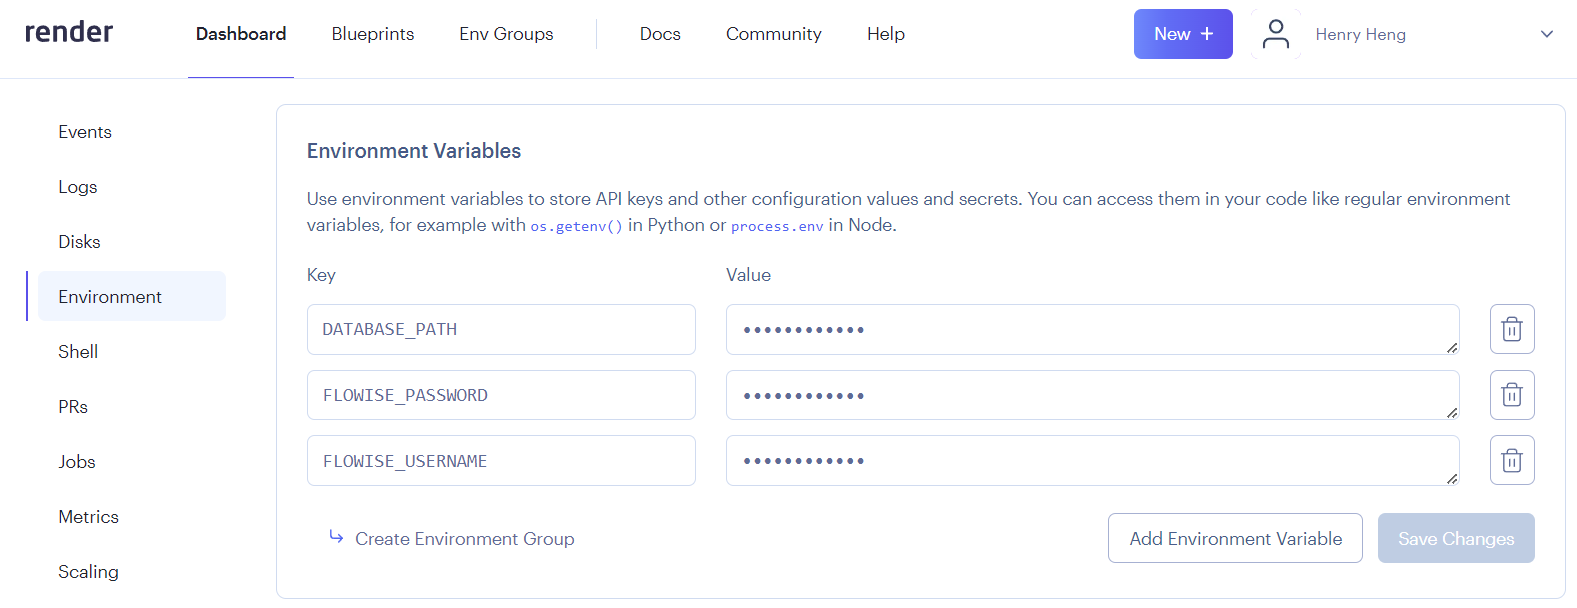 render
Dashboard
Blueprints
Env Groups
Docs
Community
Help
New +
Henry Heng
Events
Logs
Disks
Environment
Shell
PRs
Jobs
Metrics
Scaling
Environment Variables
Use environment variables to store API keys and other configuration values and secrets. You can access them in your code like regular environment
variables, for example with os.getenv() in Python or process.env in Node.
Key
Value
DATABASE_PATH
••••••••••••
FLOWISE_PASSWORD
••••••••••••
FLOWISE_USERNAME
••••••••••••
Create Environment Group
Add Environment Variable
Save Changes